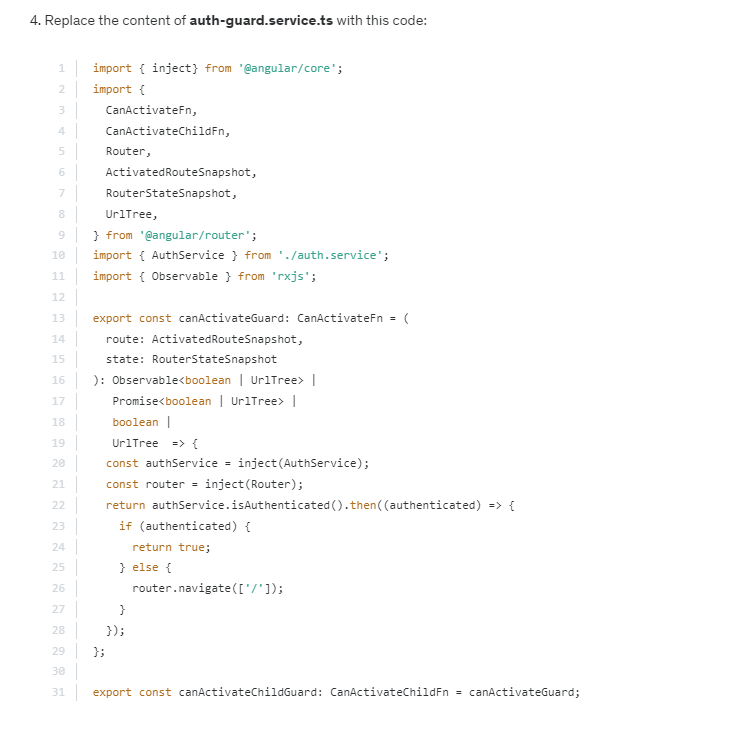 4. Replace the content of auth-guard.service.ts with this code:
1 import { inject} from '@angular/core';
2 import {
3   CanActivateFn,
4   CanActivateChildFn,
5   Router,
6   ActivatedRouteSnapshot,
7   RouterStateSnapshot,
8   UrlTree,
9 } from '@angular/router';
10 import { AuthService } from './auth.service';
11 import { Observable } from 'rxjs';
12
13 export const canActivateGuard: CanActivateFn = (
14   route: ActivatedRouteSnapshot,
15   state: RouterStateSnapshot
16 ): Observable<boolean | UrlTree> |
17    Promise<boolean | UrlTree> |
18    boolean |
19    UrlTree  => {
20   const authService = inject(AuthService);
21   const router = inject(Router);
22   return authService.isAuthenticated().then((authenticated) => {
23     if (authenticated) {
24       return true;
25     } else {
26       router.navigate(['/']);
27     }
28   });
29 };
30
31 export const canActivateChildGuard: CanActivateChildFn = canActivateGuard;